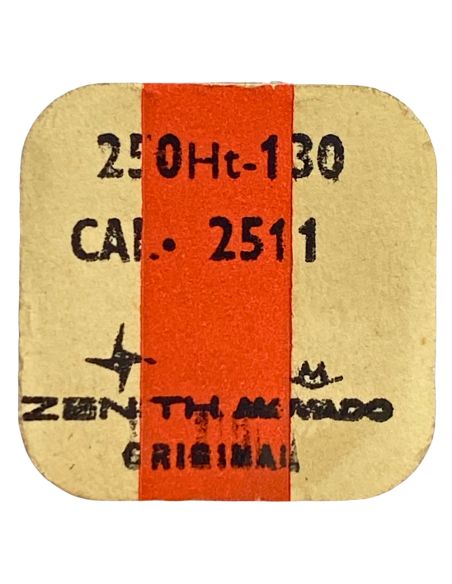 250Ht-130
CAL. 2511
ZENITH MOVADO
ORIGINAL